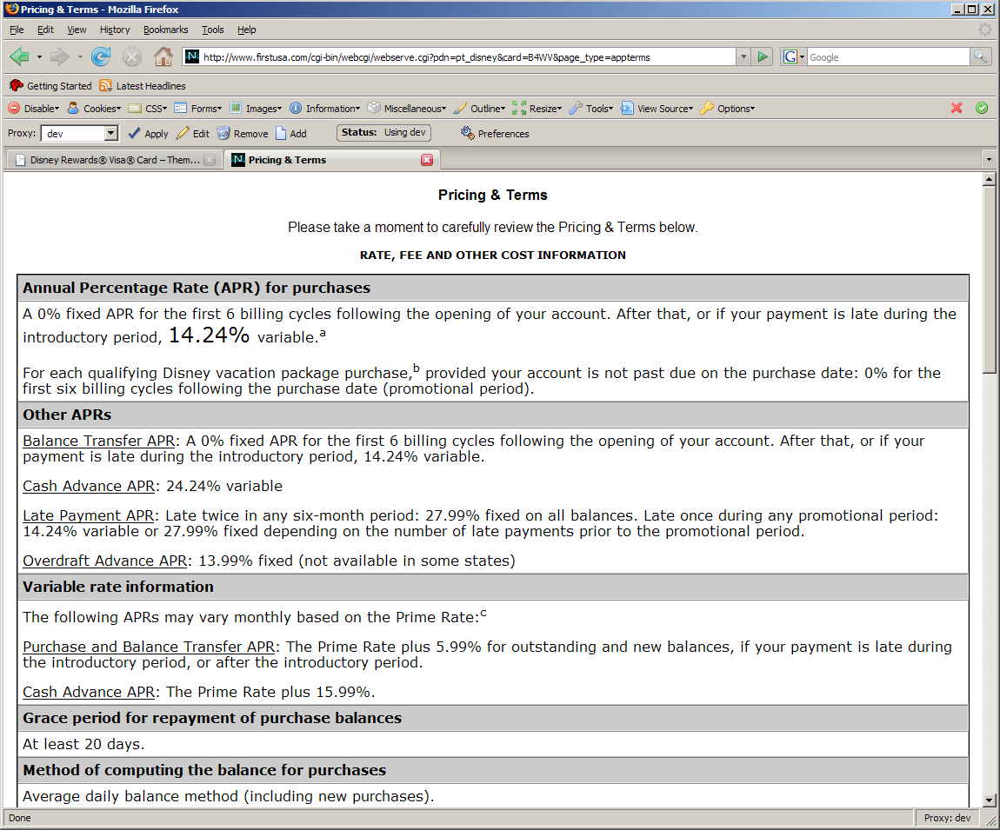 Pricing & Terms - Mozilla Firefox
File Edit View History Bookmarks Tools Help
http://www.firstusa.com/cgi-bin/webcgi/webserve.cgi?pdn=pt_disney&card=B4WV&page_type=appterms
G Google
Getting Started Latest Headlines
Disable Cookies CSS Forms Images Information Miscellaneous Outline Resize Tools View Source Options
Proxy: dev Apply Edit Remove Add Status: Using dev Preferences
Disney Rewards® Visa® Card – Them... N Pricing & Terms
Pricing & Terms
Please take a moment to carefully review the Pricing & Terms below.
RATE, FEE AND OTHER COST INFORMATION
Annual Percentage Rate (APR) for purchases
A 0% fixed APR for the first 6 billing cycles following the opening of your account. After that, or if your payment is late during the
introductory period, 14.24% variable.a
For each qualifying Disney vacation package purchase,b provided your account is not past due on the purchase date: 0% for the
first six billing cycles following the purchase date (promotional period).
Other APRs
Balance Transfer APR: A 0% fixed APR for the first 6 billing cycles following the opening of your account. After that, or if your
payment is late during the introductory period, 14.24% variable.
Cash Advance APR: 24.24% variable
Late Payment APR: Late twice in any six-month period: 27.99% fixed on all balances. Late once during any promotional period:
14.24% variable or 27.99% fixed depending on the number of late payments prior to the promotional period.
Overdraft Advance APR: 13.99% fixed (not available in some states)
Variable rate information
The following APRs may vary monthly based on the Prime Rate:c
Purchase and Balance Transfer APR: The Prime Rate plus 5.99% for outstanding and new balances, if your payment is late during
the introductory period, or after the introductory period.
Cash Advance APR: The Prime Rate plus 15.99%.
Grace period for repayment of purchase balances
At least 20 days.
Method of computing the balance for purchases
Average daily balance method (including new purchases).
Done Proxy: dev